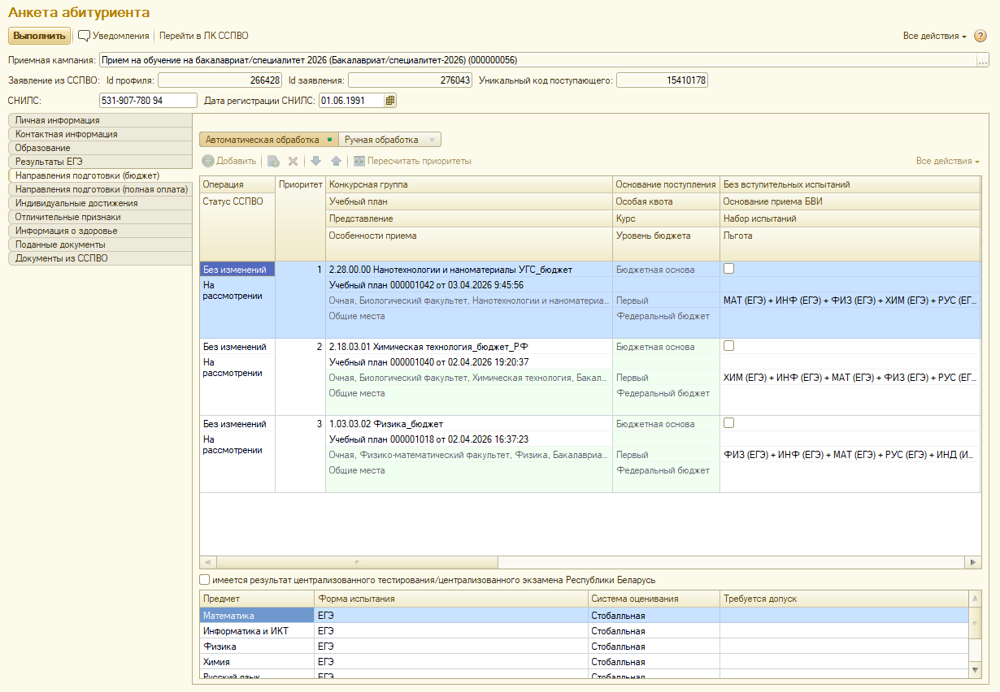 Анкета абитуриента
Выполнить Уведомления Перейти в ЛК ССПВО Все действия ?
Приемная кампания: Прием на обучение на бакалавриат/специалитет 2026 (Бакалавриат/специалитет-2026) (000000056) ...
Заявление из ССПВО: Id профиля: 266428 Id заявления: 276043 Уникальный код поступающего: 15410178
СНИЛС: 531-907-780 94 Дата регистрации СНИЛС: 01.06.1991
Личная информация
Контактная информация
Образование
Результаты ЕГЭ
Направления подготовки (бюджет)
Направления подготовки (полная оплата)
Индивидуальные достижения
Отличительные признаки
Информация о здоровье
Поданные документы
Документы из ССПВО
Автоматическая обработка Ручная обработка
Добавить Пересчитать приоритеты Все действия
Операция Приоритет Конкурсная группа Основание поступления Без вступительных испытаний
Статус ССПВО Учебный план Особая квота Основание приема БВИ
Представление Курс Набор испытаний
Особенности приема Уровень бюджета Льгота
Без изменений 1 2.28.00.00 Нанотехнологии и наноматериалы УГС_бюджет Бюджетная основа
На Учебный план 000001042 от 03.04.2026 9:45:56
рассмотрении Очная, Биологический факультет, Нанотехнологии и наноматериа... Первый МАТ (ЕГЭ) + ИНФ (ЕГЭ) + ФИЗ (ЕГЭ) + ХИМ (ЕГЭ) + РУС (ЕГ...
Общие места Федеральный бюджет
Без изменений 2 2.18.03.01 Химическая технология_бюджет_РФ Бюджетная основа
На Учебный план 000001040 от 02.04.2026 19:20:37
рассмотрении Очная, Биологический факультет, Химическая технология, Бакал... Первый ХИМ (ЕГЭ) + ИНФ (ЕГЭ) + МАТ (ЕГЭ) + ФИЗ (ЕГЭ) + РУС (ЕГ...
Общие места Федеральный бюджет
Без изменений 3 1.03.03.02 Физика_бюджет Бюджетная основа
На Учебный план 000001018 от 02.04.2026 16:37:23
рассмотрении Очная, Физико-математический факультет, Физика, Бакалавриа... Первый ФИЗ (ЕГЭ) + ИНФ (ЕГЭ) + МАТ (ЕГЭ) + РУС (ЕГЭ) + ИНД (И...
Общие места Федеральный бюджет
имеется результат централизованного тестирования/централизованного экзамена Республики Беларусь
Предмет Форма испытания Система оценивания Требуется допуск
Математика ЕГЭ Стобалльная
Информатика и ИКТ ЕГЭ Стобалльная
Физика ЕГЭ Стобалльная
Химия ЕГЭ Стобалльная
Русский язык ЕГЭ Стобалльная